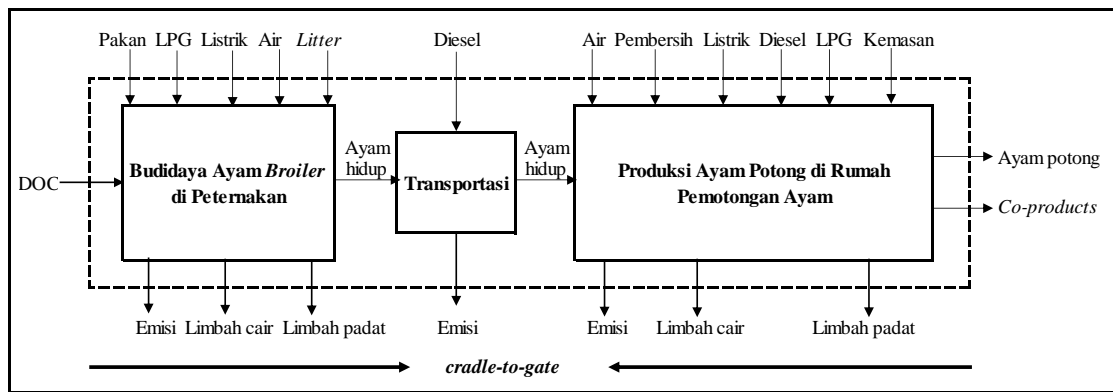 Pakan LPG Listrik Air Litter Diesel Air Pembersih Listrik Diesel LPG Kemasan
DOC
Budidaya Ayam Broiler
di Peternakan
Ayam
hidup
Transportasi
Ayam
hidup
Produksi Ayam Potong di Rumah
Pemotongan Ayam
Ayam potong
Co-products
Emisi Limbah cair Limbah padat Emisi Emisi Limbah cair Limbah padat
cradle-to-gate